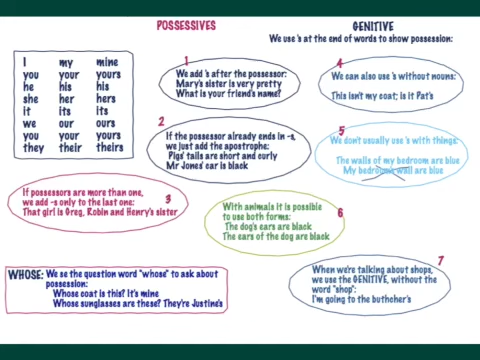 POSSESSIVES
GENITIVE
We use 's at the end of words to show possession:
I my mine
you your yours
he his his
she her hers
it its its
we our ours
you your yours
they their theirs
1
We add 's after the possessor:
Mary's sister is very pretty
What is your friend's name?
2
If the possessor already ends in -s,
we just add the apostrophe:
Pigs' tails are short and curly
Mr Jones' car is black
3
If possessors are more than one,
we add -s only to the last one:
That girl is Greg, Robin and Henry's sister
4
We can also use 's without nouns:
This isn't my coat; is it Pat's
5
We don't usually use 's with things:
The walls of my bedroom are blue
My bedrooms wall are blue
6
With animals it is possible
to use both forms:
The dog's ears are black
The ears of the dog are black
7
When we're talking about shops,
we use the GENITIVE, without the
word "shop":
I'm going to the buthcher's
WHOSE: We se the question word "whose" to ask about
possession:
Whose coat is this? It's mine
Whose sunglasses are these? They're Justine's